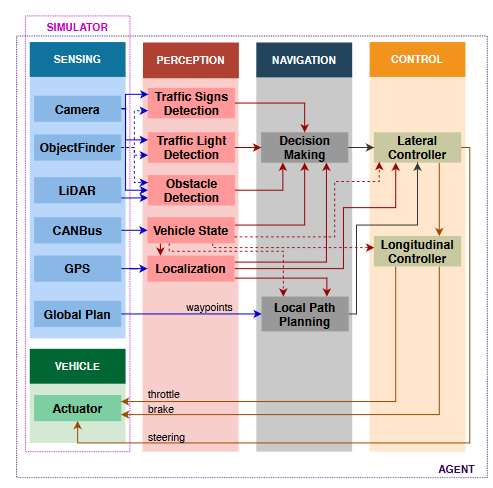 SIMULATOR
SENSING
PERCEPTION
NAVIGATION
CONTROL
Camera
Traffic Signs
Detection
ObjectFinder
Traffic Light
Detection
Decision
Making
Lateral
Controller
LiDAR
Obstacle
Detection
CANBus
Vehicle State
GPS
Localization
Longitudinal
Controller
Global Plan
waypoints
Local Path
Planning
VEHICLE
Actuator
throttle
brake
steering
AGENT